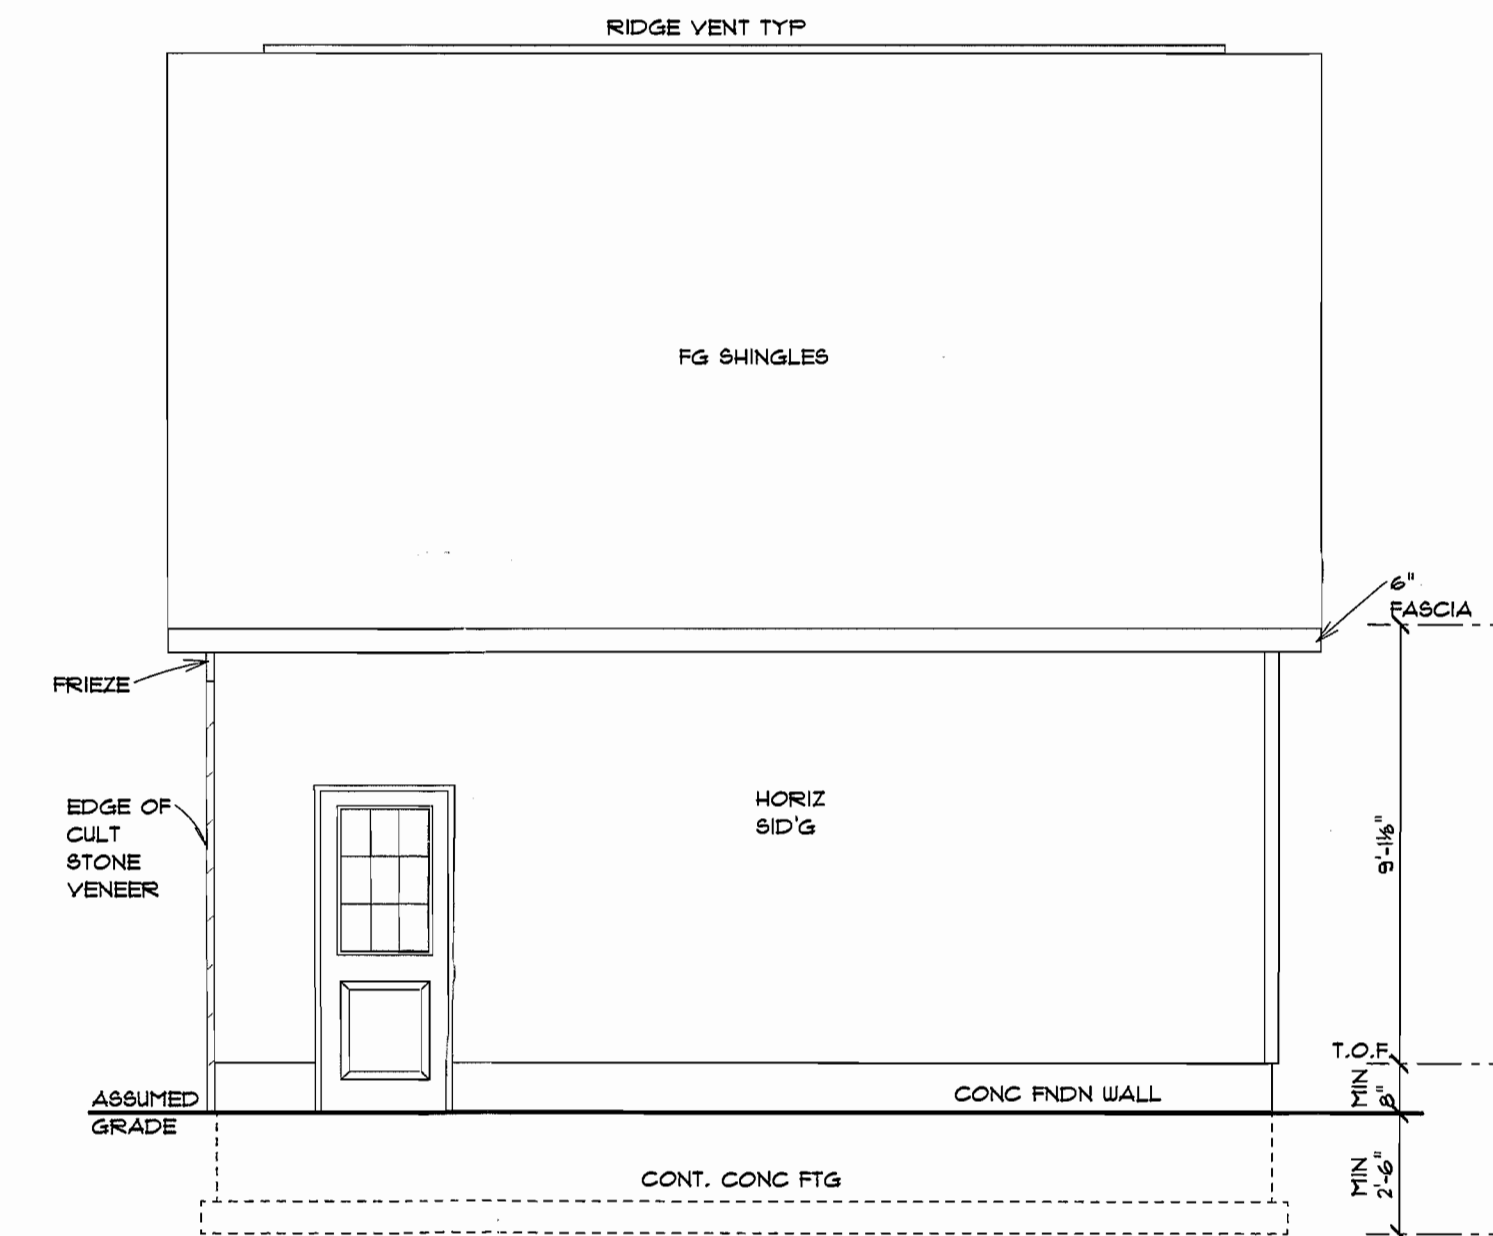 RIDGE VENT TYP
FG SHINGLES
6"
FASCIA
FRIEZE
HORIZ
SID'G
EDGE OF
CULT
STONE
VENEER
9'-1⅛"
T.O.F.
MIN
8"
CONC FNDN WALL
ASSUMED
GRADE
CONT. CONC FTG
MIN
2'-6"